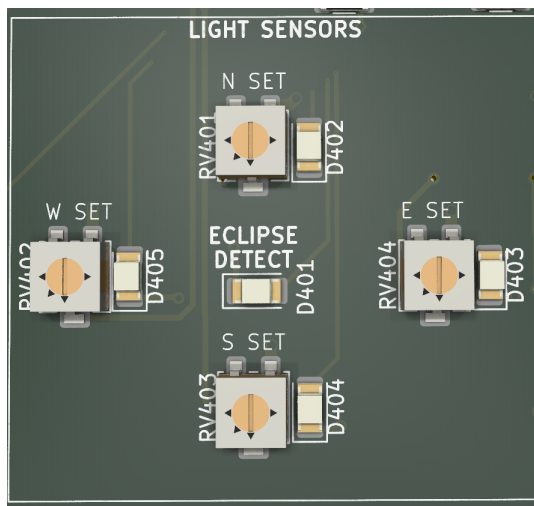 LIGHT SENSORS
N SET
RV401
D402
W SET
E SET
RV402
D405
ECLIPSE
DETECT
D401
RV404
D403
S SET
RV403
D404